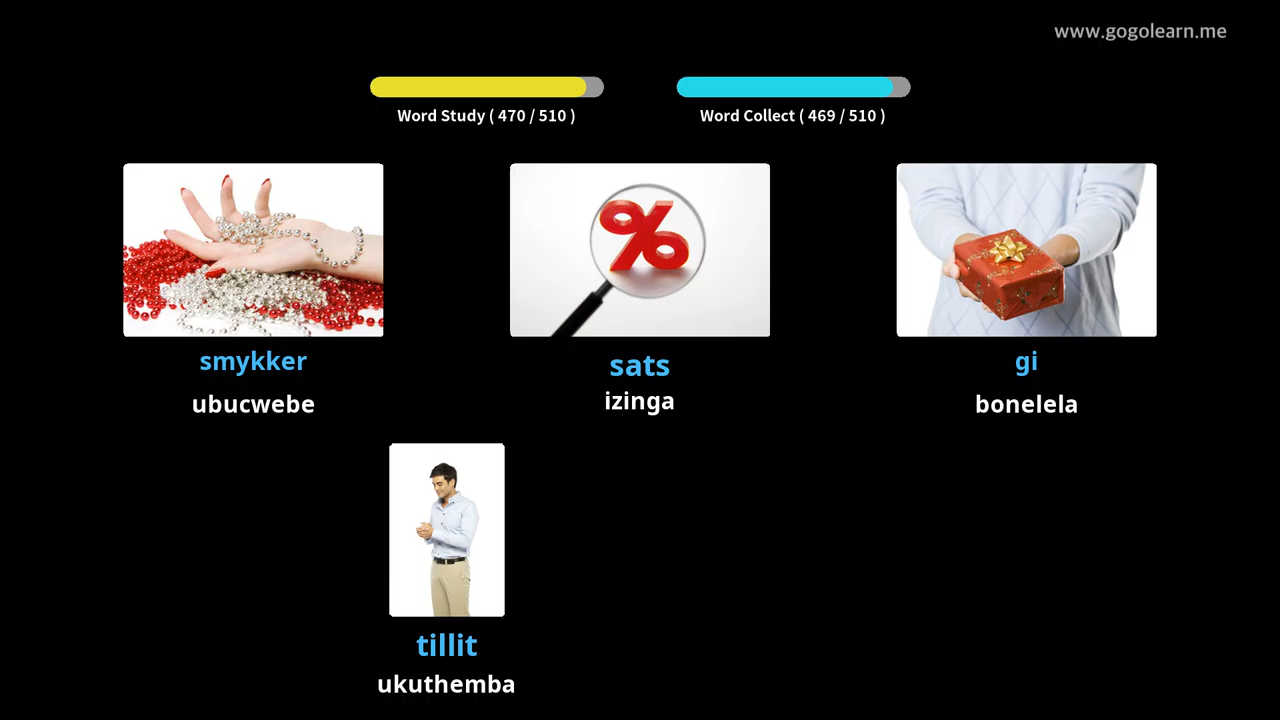 www.gogolearn.me
Word Study ( 470 / 510 )
Word Collect ( 469 / 510 )
smykker
ubucwebe
sats
izinga
gi
bonelela
tillit
ukuthemba